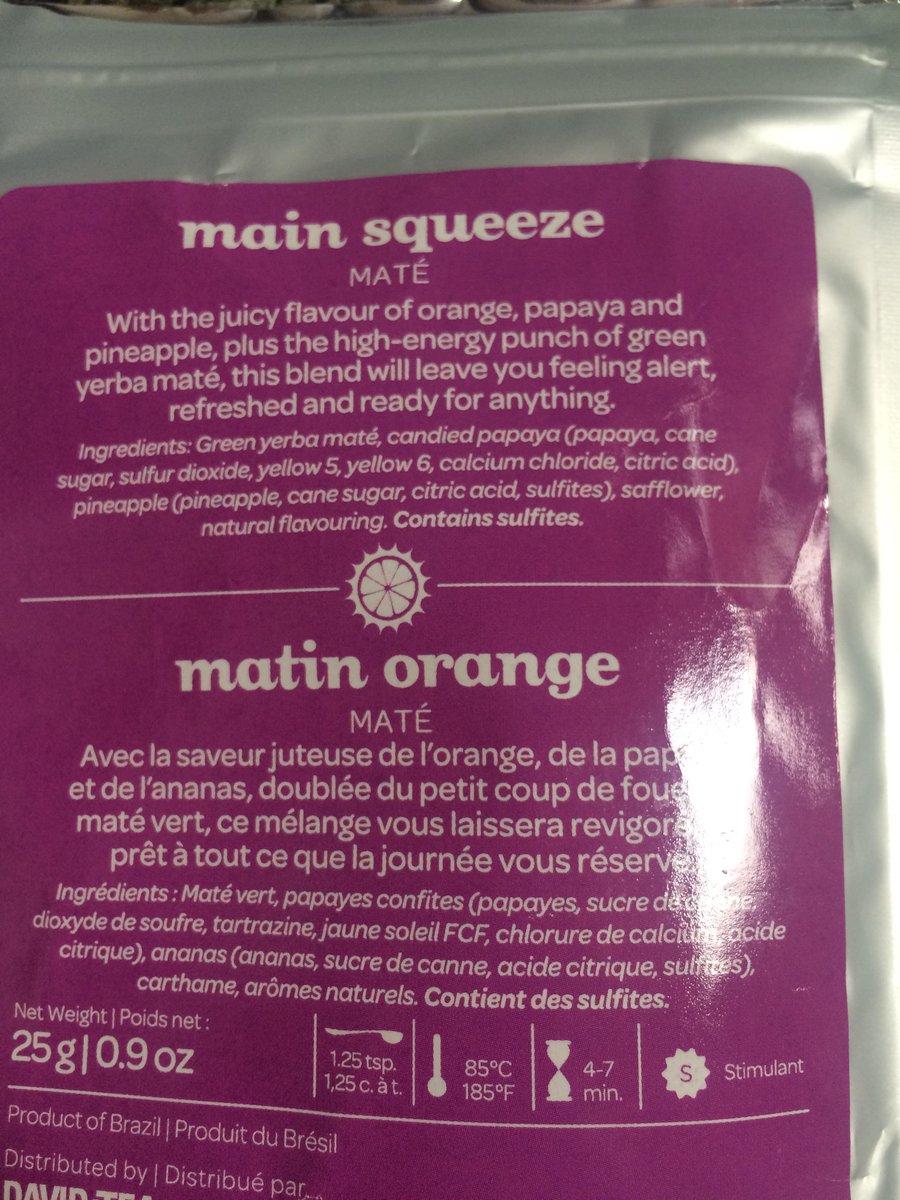 main squeeze
MATÉ
With the juicy flavour of orange, papaya and
pineapple, plus the high-energy punch of green
yerba maté, this blend will leave you feeling alert,
refreshed and ready for anything.
Ingredients: Green yerba maté, candied papaya (papaya, cane
sugar, sulfur dioxide, yellow 5, yellow 6, calcium chloride, citric acid),
pineapple (pineapple, cane sugar, citric acid, sulfites), safflower,
natural flavouring. Contains sulfites.
matin orange
MATÉ
Avec la saveur juteuse de l'orange, de la
et de l'ananas, doublée du petit coup de
maté vert, ce mélange vous laissera
prêt à tout ce que la journée vous
Ingrédients : Maté vert, papayes confites (papayes, sucre de
dioxyde de soufre, tartrazine, jaune soleil FCF, chlorure de calcium, acide
citrique), ananas (ananas, sucre de canne, acide citrique, sulfites),
carthame, arômes naturels. Contient des sulfites.
Net Weight | Poids net :
25 g | 0.9 oz
1.25 tsp.
1,25 c. à t.
85°C
185°F
4-7
min.
S
Stimulant
Product of Brazil | Produit du Brésil
Distributed by | Distribué par